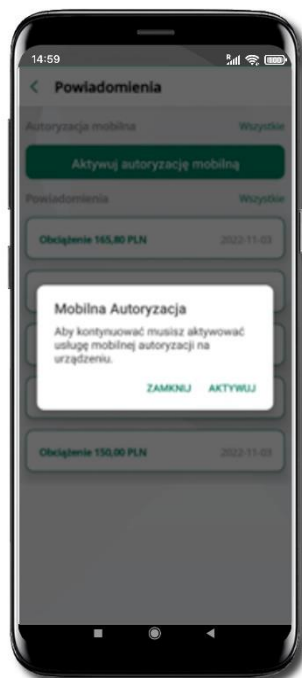 14:59
Powiadomienia
Autoryzacja mobilna Wszystkie
Aktywuj autoryzację mobilną
Powiadomienia Wszystkie
Obciążenie 165,80 PLN 2022-11-03
Mobilna Autoryzacja
Aby kontynuować musisz aktywować
usługę mobilnej autoryzacji na
urządzeniu.
ZAMKNIJ AKTYWUJ
Obciążenie 150,00 PLN 2022-11-03